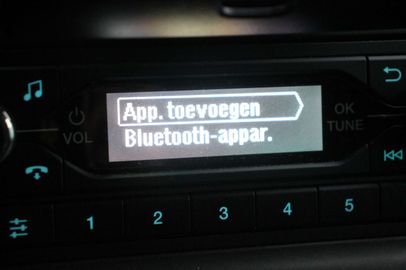 App. toevoegen
Bluetooth-appar.
VOL
OK
TUNE
1 2 3 4 5